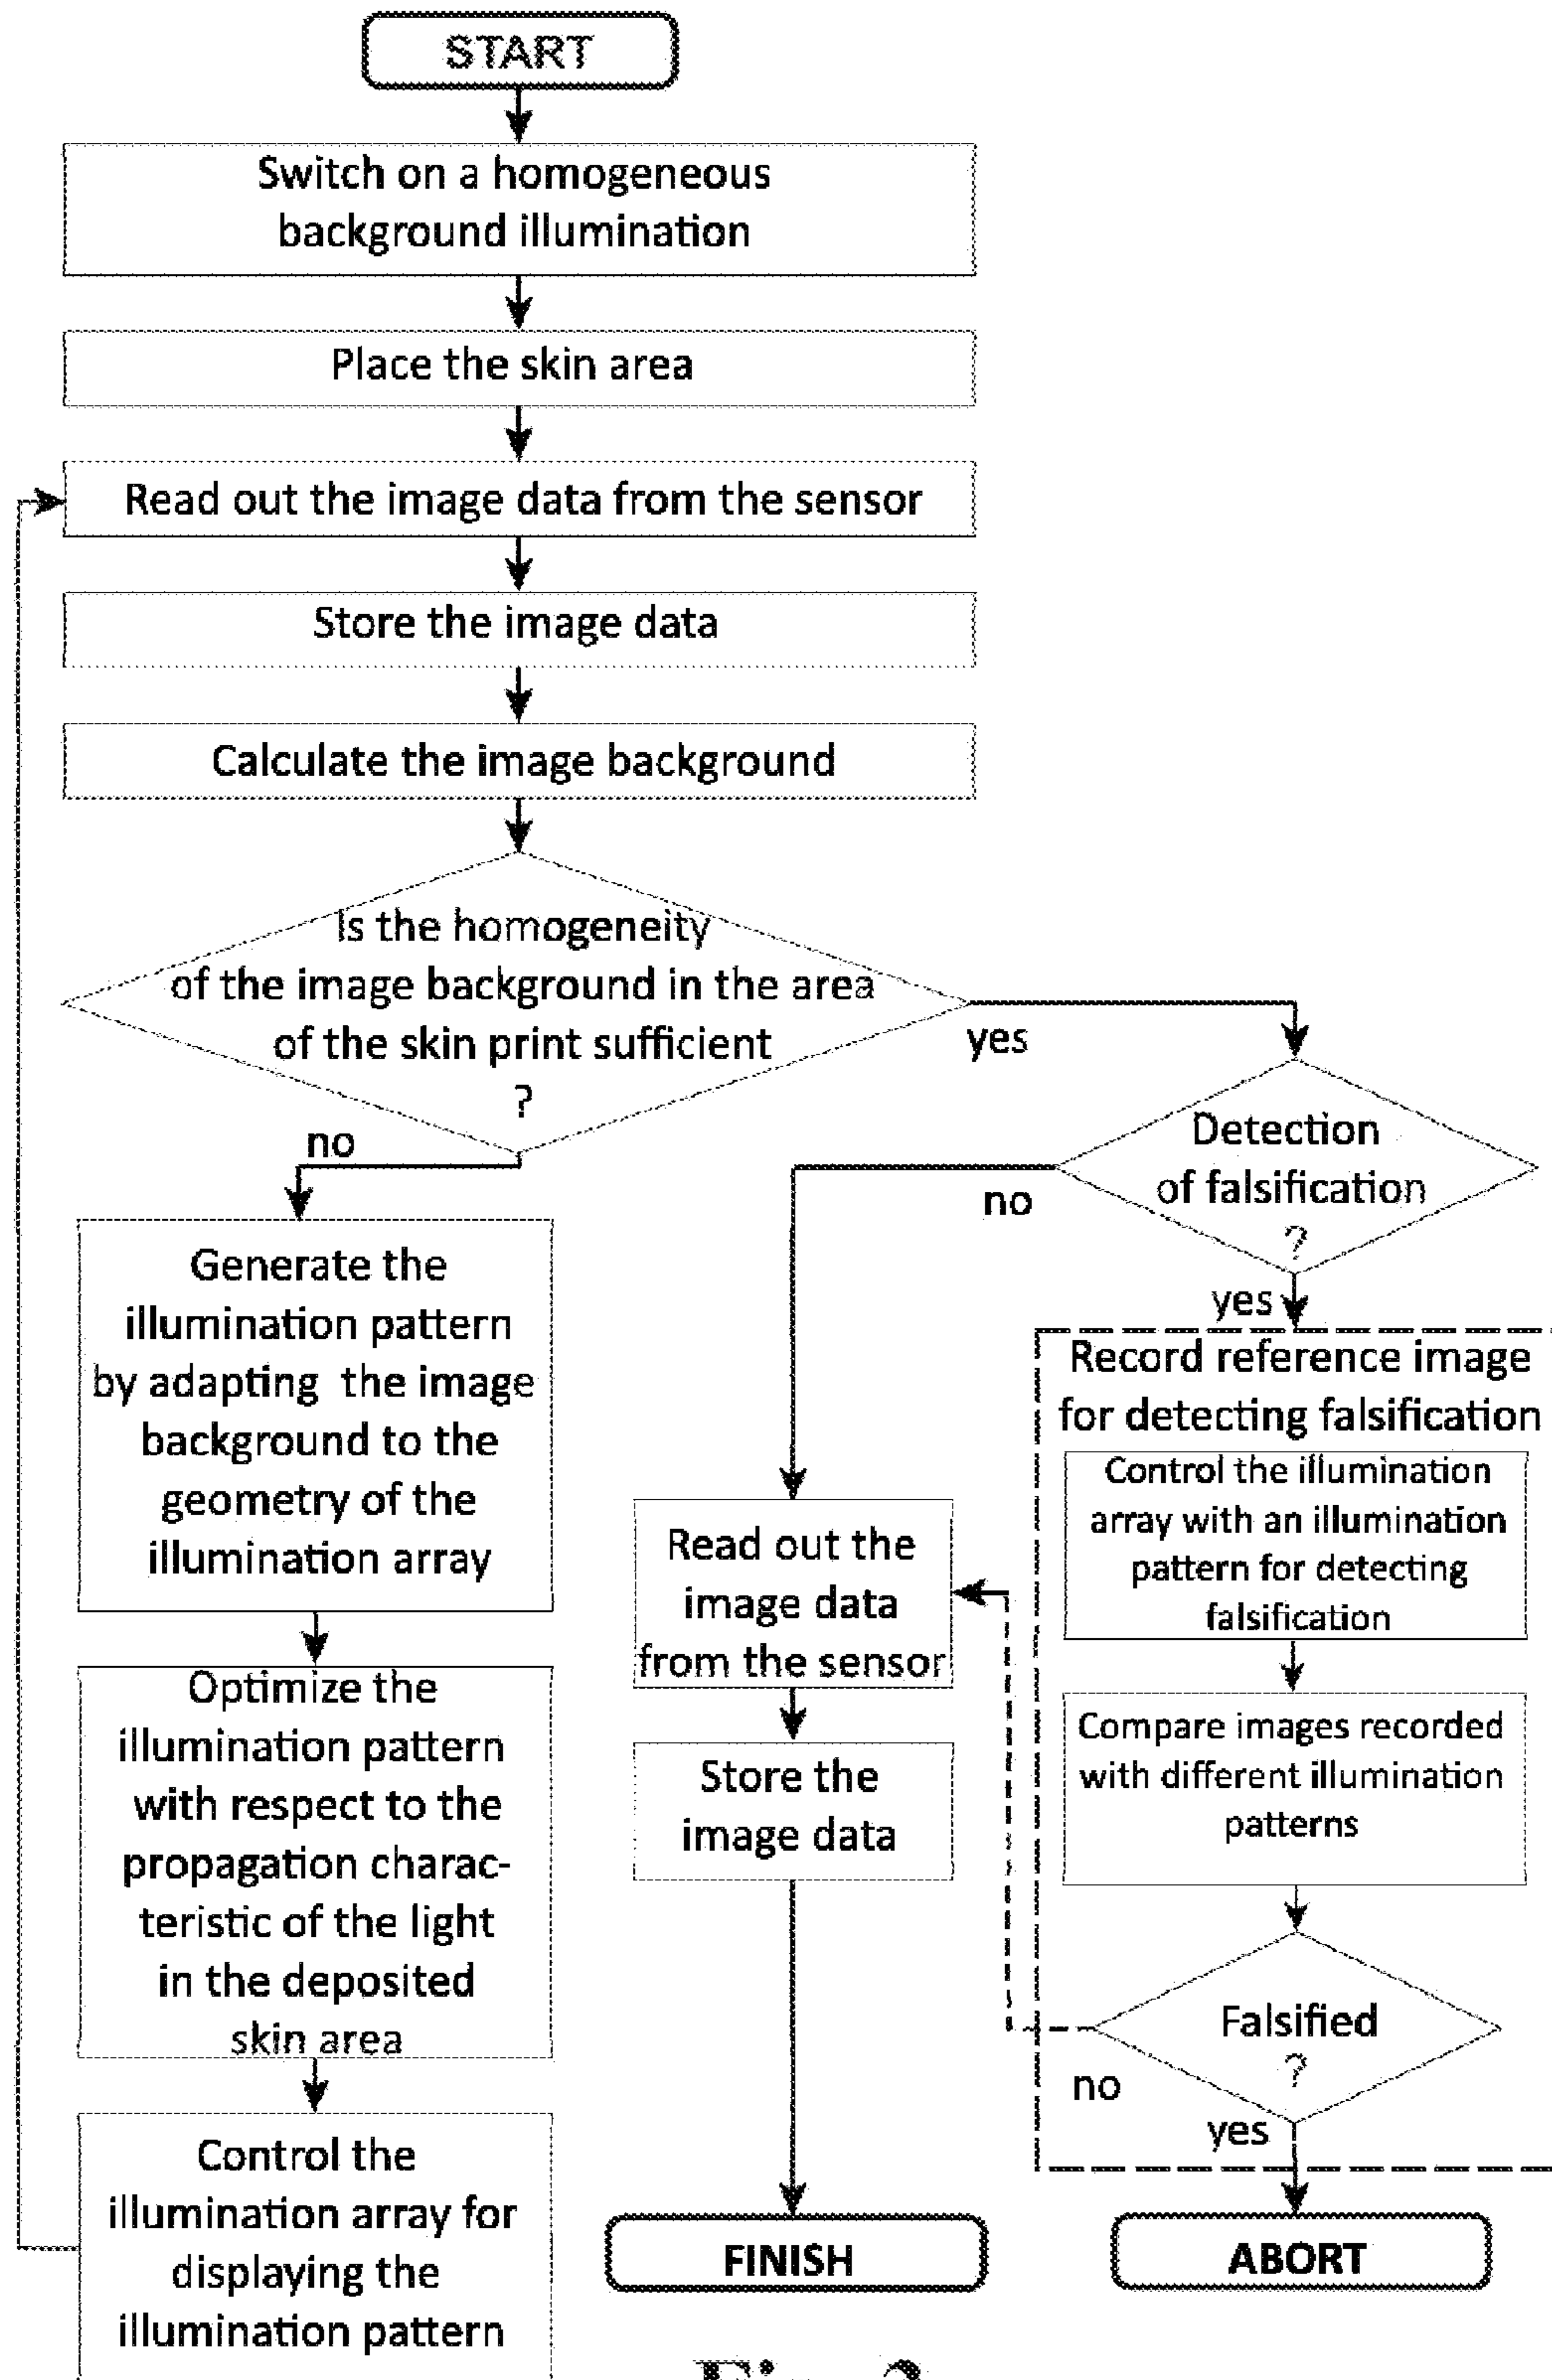 START
Switch on a homogeneous
background illumination
Place the skin area
Read out the image data from the sensor
Store the image data
Calculate the image background
Is the homogeneity
of the image background in the area
of the skin print sufficient
?
yes
no
Detection
of falsification
?
no
yes
Generate the
illumination pattern
by adapting the image
background to the
geometry of the
illumination array
Optimize the
illumination pattern
with respect to the
propagation charac-
teristic of the light
in the deposited
skin area
Control the
illumination array for
displaying the
illumination pattern
Read out the
image data
from the sensor
Store the
image data
FINISH
Record reference image
for detecting falsification
Control the illumination
array with an illumination
pattern for detecting
falsification
Compare images recorded
with different illumination
patterns
Falsified
?
no
yes
ABORT